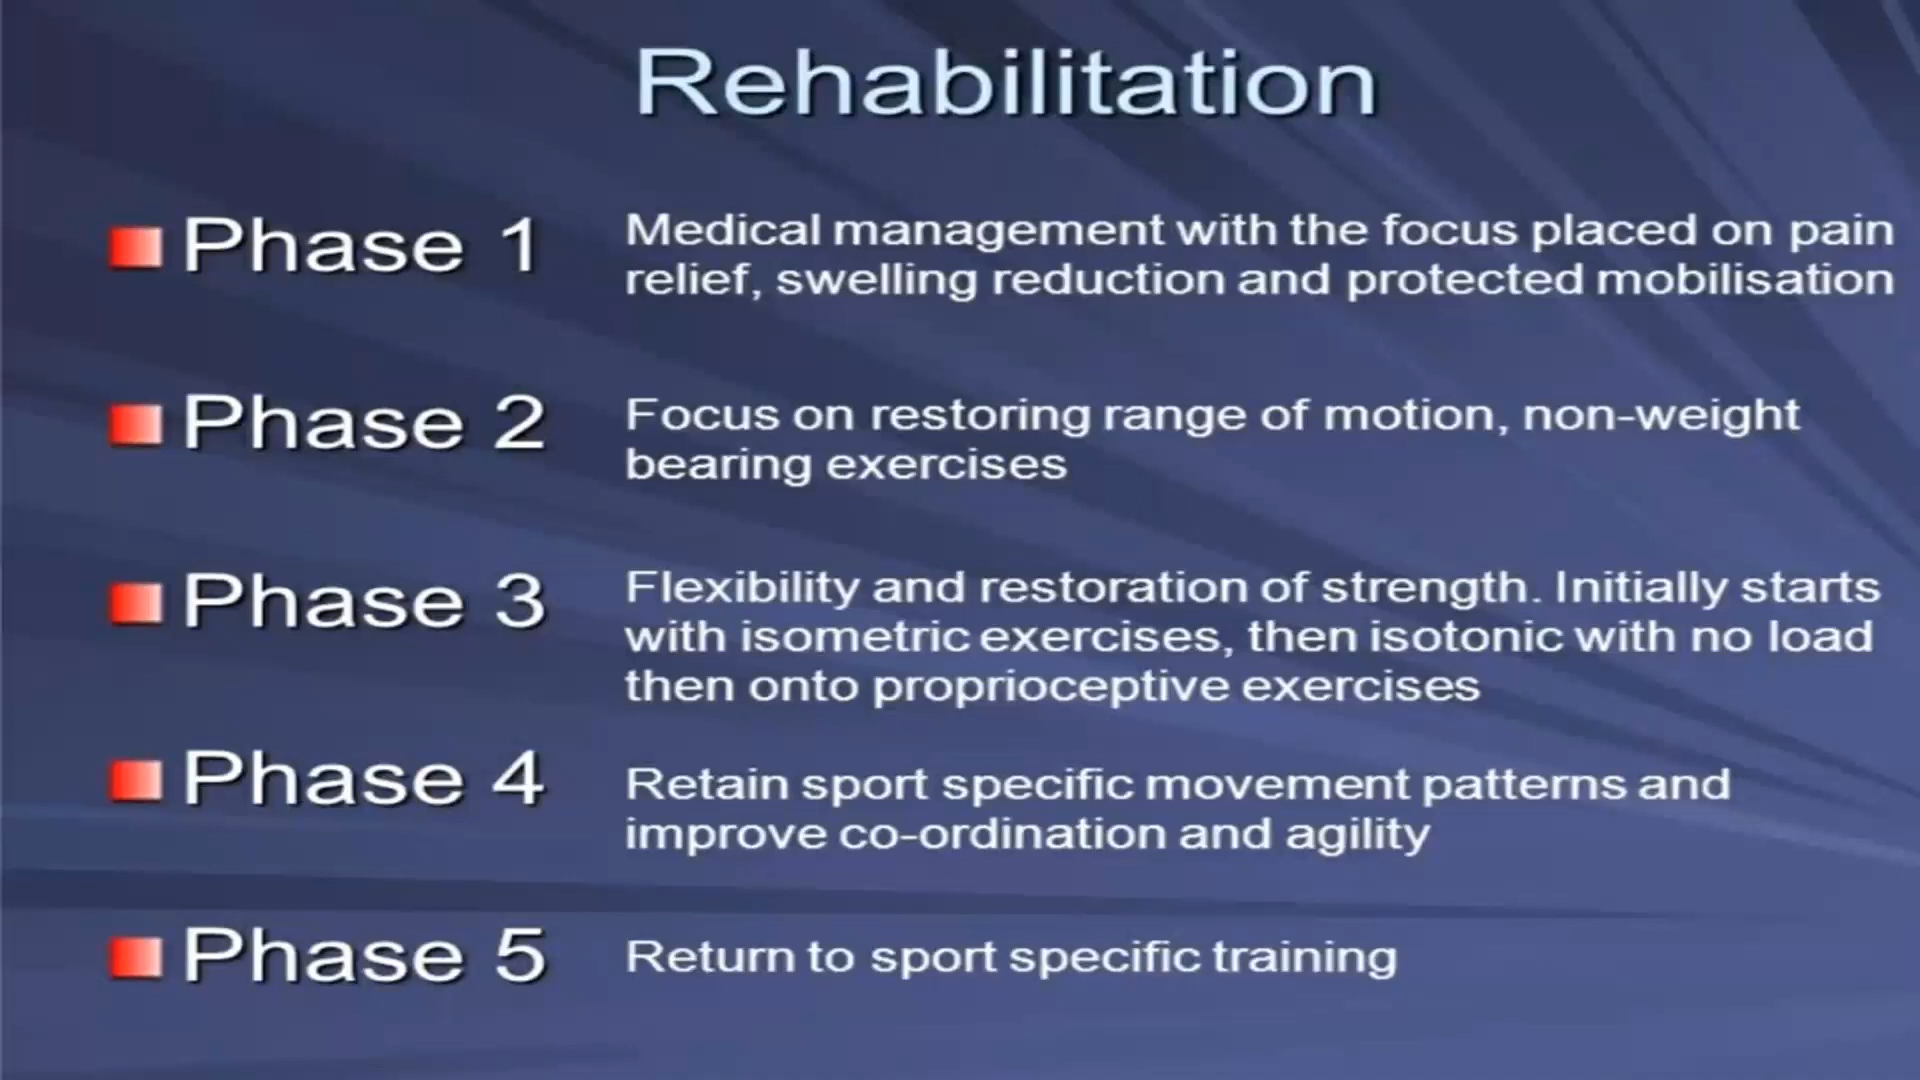 Rehabilitation
Phase 1
Medical management with the focus placed on pain
relief, swelling reduction and protected mobilisation
Phase 2
Focus on restoring range of motion, non-weight
bearing exercises
Phase 3
Flexibility and restoration of strength. Initially starts
with isometric exercises, then isotonic with no load
then onto proprioceptive exercises
Phase 4
Retain sport specific movement patterns and
improve co-ordination and agility
Phase 5
Return to sport specific training